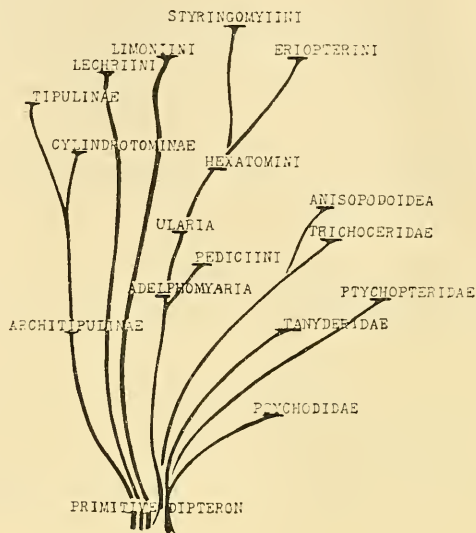 STYRINGOMYIINI
LIMONIINI
ERIOPTERINI
LECHRIINI
TIPULINAE
CYLINDROTOMINAE
HEXATOMINI
ANISOPODOIDEA
ULARIA
TRICHOCERIDAE
PEDICIINI
ADELPHOMYARIA
PTYCHOPTERIDAE
ARCHITIPULINAE
TANYDERIDAE
PSYCHODIDAE
PRIMITIVE DIPTERON